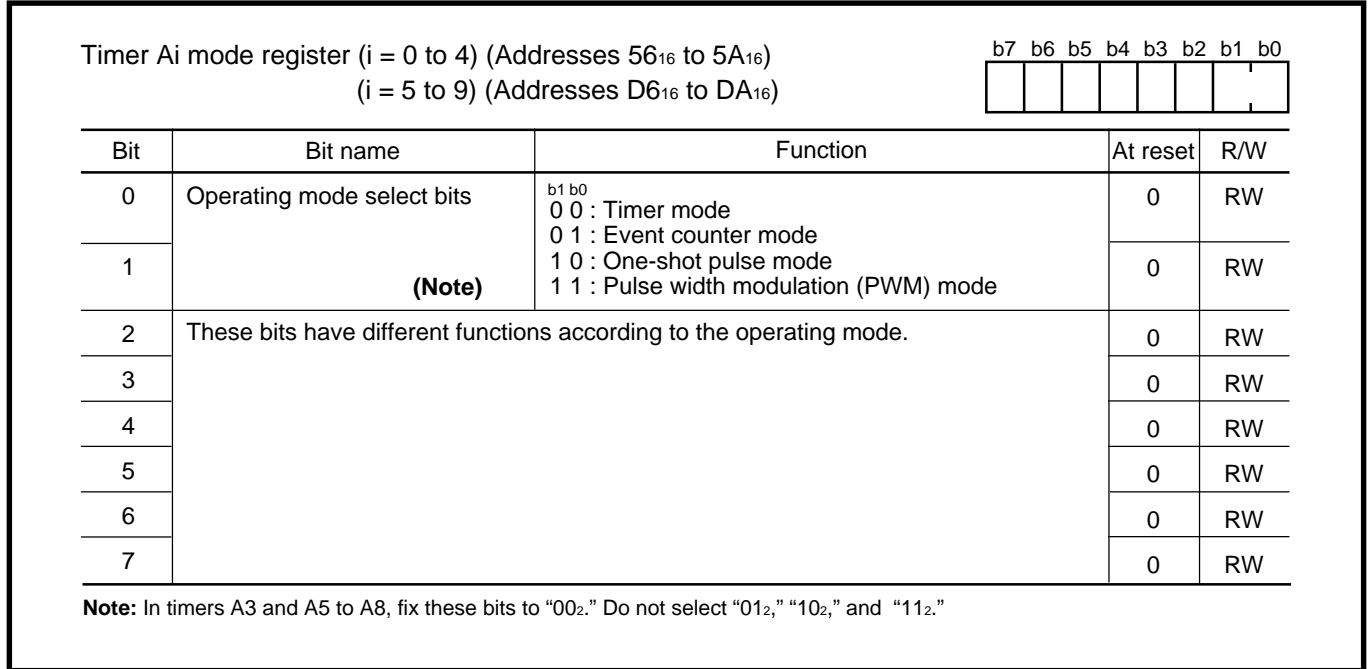 Timer Ai mode register (i = 0 to 4) (Addresses 56₁₆ to 5A₁₆)
(i = 5 to 9) (Addresses D6₁₆ to DA₁₆)
b7 b6 b5 b4 b3 b2 b1 b0
Bit Bit name Function At reset R/W
0 Operating mode select bits b1 b0 0 RW
0 0 : Timer mode
0 1 : Event counter mode
1 1 0 : One-shot pulse mode 0 RW
(Note) 1 1 : Pulse width modulation (PWM) mode
2 These bits have different functions according to the operating mode. 0 RW
3 0 RW
4 0 RW
5 0 RW
6 0 RW
7 0 RW
Note: In timers A3 and A5 to A8, fix these bits to “00₂.” Do not select “01₂,” “10₂,” and “11₂.”